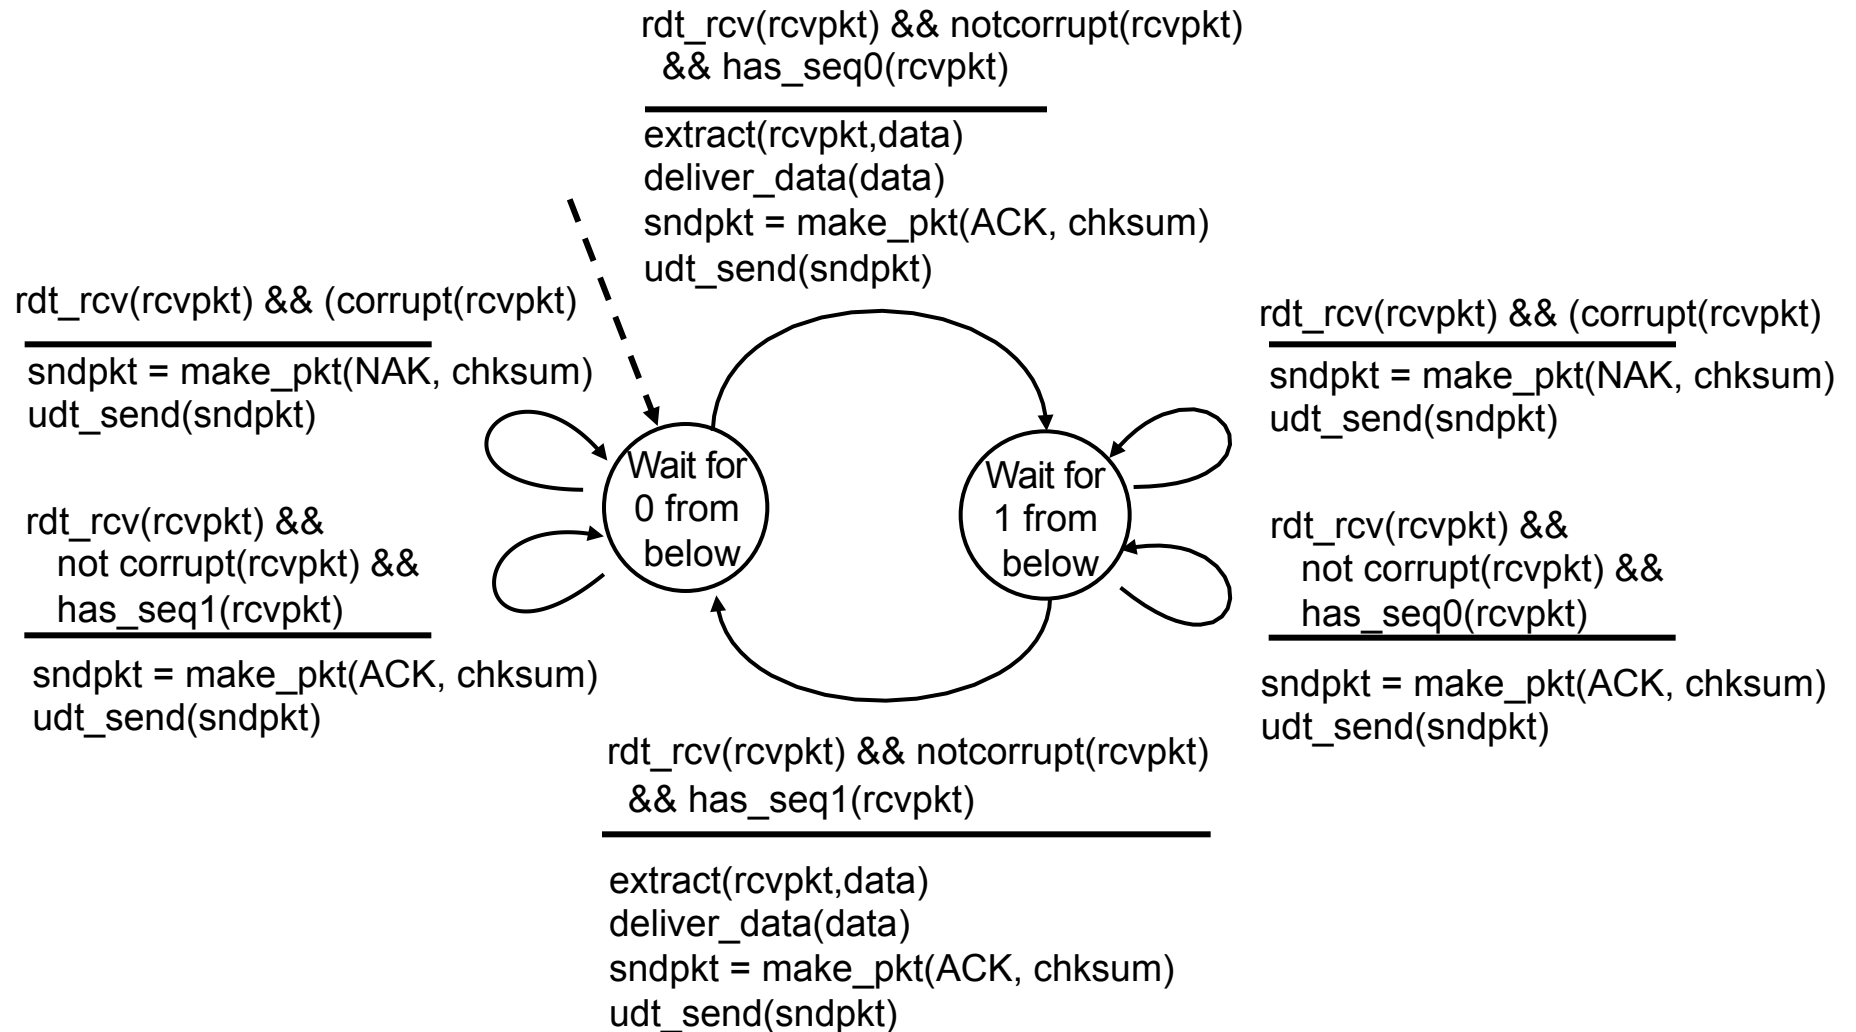 rdt_rcv(rcvpkt) && notcorrupt(rcvpkt)
&& has_seq0(rcvpkt)
extract(rcvpkt,data)
deliver_data(data)
sndpkt = make_pkt(ACK, chksum)
udt_send(sndpkt)
rdt_rcv(rcvpkt) && (corrupt(rcvpkt)
sndpkt = make_pkt(NAK, chksum)
udt_send(sndpkt)
rdt_rcv(rcvpkt) &&
not corrupt(rcvpkt) &&
has_seq1(rcvpkt)
sndpkt = make_pkt(ACK, chksum)
udt_send(sndpkt)
Wait for
0 from
below
Wait for
1 from
below
rdt_rcv(rcvpkt) && (corrupt(rcvpkt)
sndpkt = make_pkt(NAK, chksum)
udt_send(sndpkt)
rdt_rcv(rcvpkt) &&
not corrupt(rcvpkt) &&
has_seq0(rcvpkt)
sndpkt = make_pkt(ACK, chksum)
udt_send(sndpkt)
rdt_rcv(rcvpkt) && notcorrupt(rcvpkt)
&& has_seq1(rcvpkt)
extract(rcvpkt,data)
deliver_data(data)
sndpkt = make_pkt(ACK, chksum)
udt_send(sndpkt)